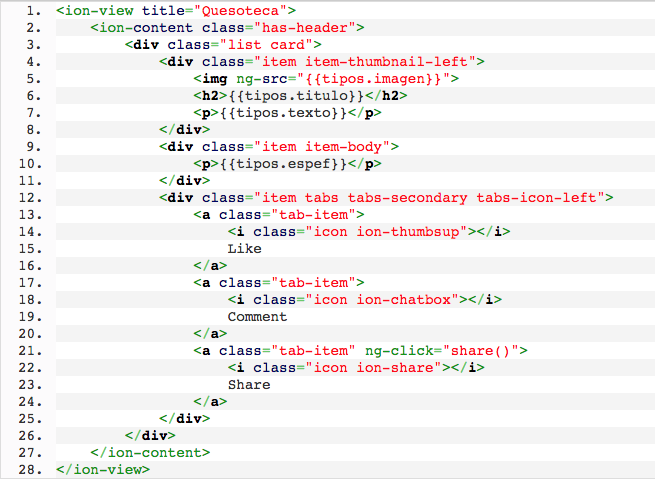 1. <ion-view title="Quesoteca">
2. <ion-content class="has-header">
3. <div class="list card">
4. <div class="item item-thumbnail-left">
5. <img ng-src="{{tipos.imagen}}">
6. <h2>{{tipos.titulo}}</h2>
7. <p>{{tipos.texto}}</p>
8. </div>
9. <div class="item item-body">
10. <p>{{tipos.espef}}</p>
11. </div>
12. <div class="item tabs tabs-secondary tabs-icon-left">
13. <a class="tab-item">
14. <i class="icon ion-thumbsup"></i>
15. Like
16. </a>
17. <a class="tab-item">
18. <i class="icon ion-chatbox"></i>
19. Comment
20. </a>
21. <a class="tab-item" ng-click="share()">
22. <i class="icon ion-share"></i>
23. Share
24. </a>
25. </div>
26. </div>
27. </ion-content>
28. </ion-view>